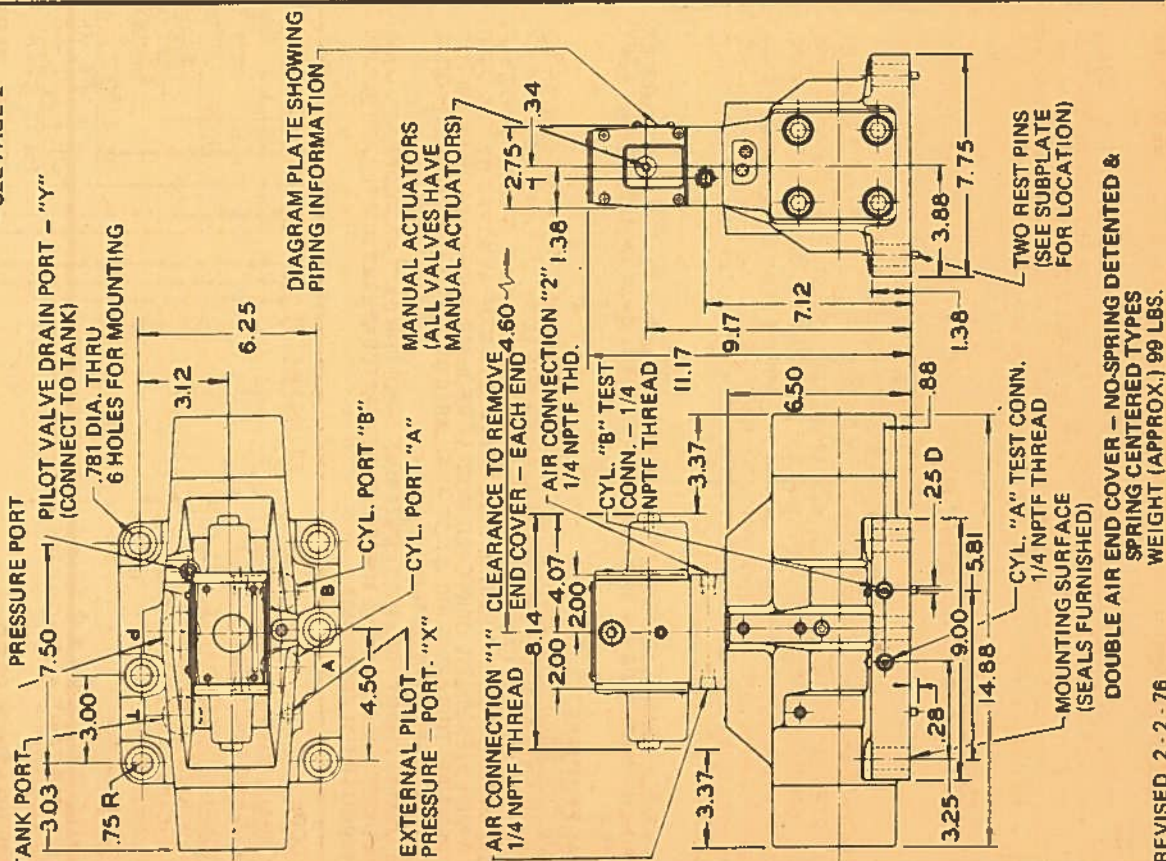 TANK PORT
PRESSURE PORT
7.50
3.03
3.00
.75 R
PILOT VALVE DRAIN PORT – "Y"
(CONNECT TO TANK)
.781 DIA. THRU
6 HOLES FOR MOUNTING
3.12
6.25
T
P
A
B
CYL. PORT "B"
CYL. PORT "A"
4.50
EXTERNAL PILOT
PRESSURE – PORT. "X"
DIAGRAM PLATE SHOWING
PIPING INFORMATION
MANUAL ACTUATORS
(ALL VALVES HAVE
MANUAL ACTUATORS)
2.75
.34
1.38
11.17
9.17
7.12
3.88
7.75
1.38
TWO REST PINS
(SEE SUBPLATE
FOR LOCATION)
AIR CONNECTION "1"
1/4 NPTF THREAD
CLEARANCE TO REMOVE
END COVER – EACH END 4.60
8.14
2.00
4.07
2.00
AIR CONNECTION "2"
1/4 NPTF THD.
CYL. "B" TEST
CONN. – 1/4
NPTF THREAD
3.37
3.37
6.50
.88
.25 D
.28
3.25
5.81
9.00
14.88
CYL. "A" TEST CONN.
1/4 NPTF THREAD
MOUNTING SURFACE
(SEALS FURNISHED)
DOUBLE AIR END COVER – NO-SPRING DETENTED &
SPRING CENTERED TYPES
WEIGHT (APPROX.) 99 LBS.
REVISED 2-2-76